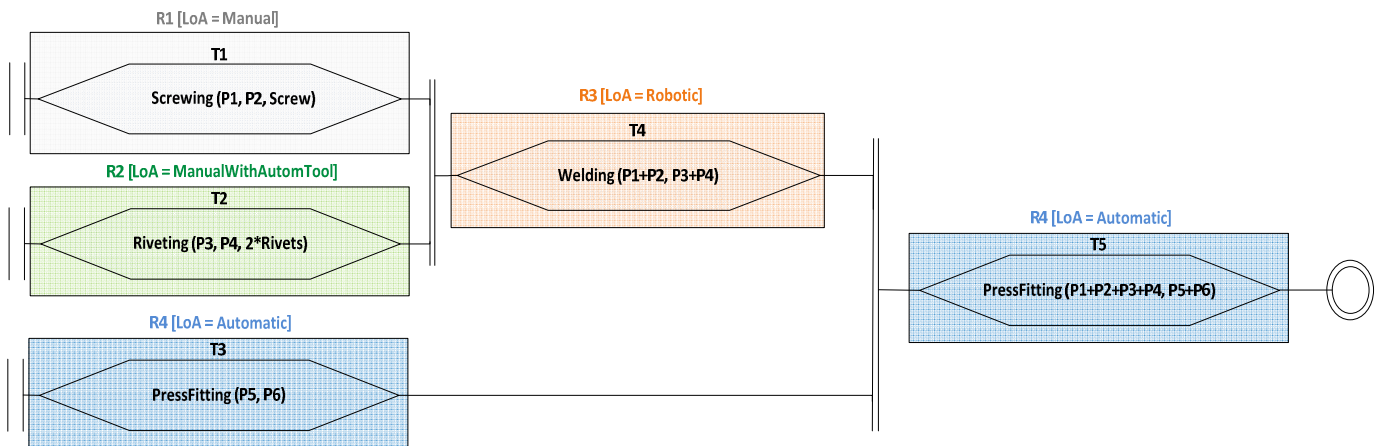 R1 [LoA = Manual]
T1
Screwing (P1, P2, Screw)
R2 [LoA = ManualWithAutomTool]
T2
Riveting (P3, P4, 2*Rivets)
R4 [LoA = Automatic]
T3
PressFitting (P5, P6)
R3 [LoA = Robotic]
T4
Welding (P1+P2, P3+P4)
R4 [LoA = Automatic]
T5
PressFitting (P1+P2+P3+P4, P5+P6)